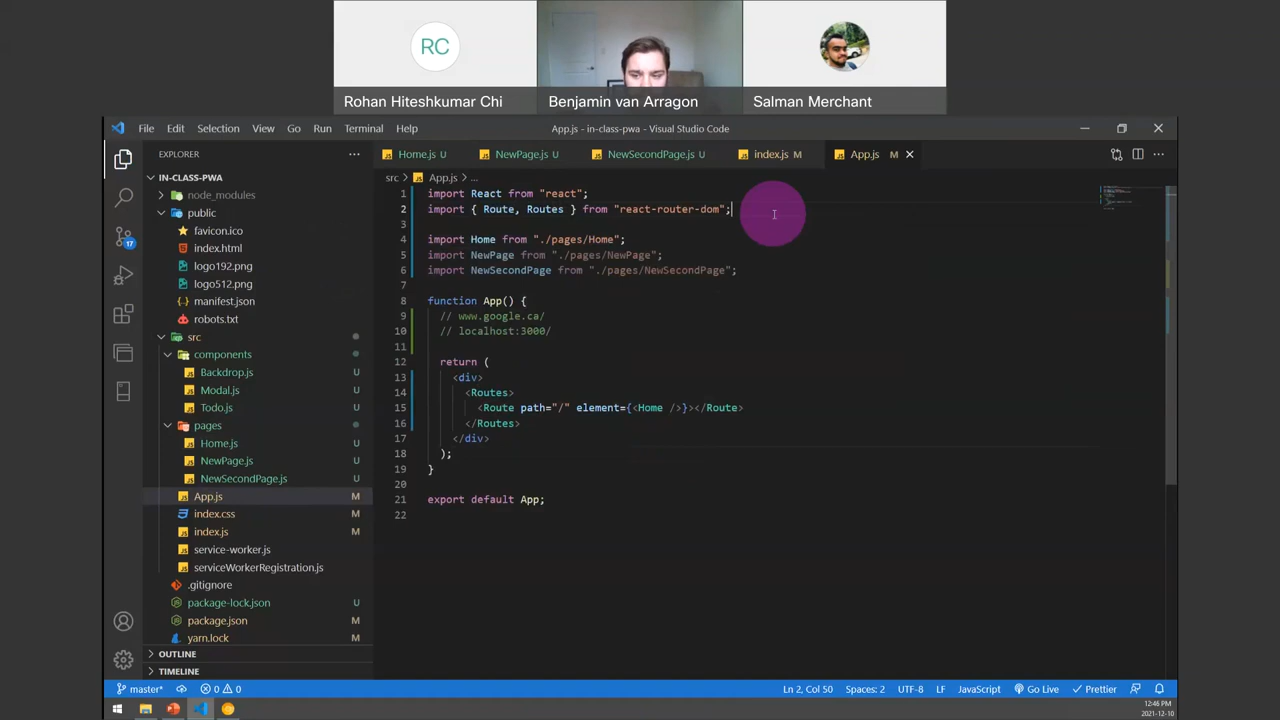 RC
Rohan Hiteshkumar Chi
Benjamin van Arragon
Salman Merchant
File Edit Selection View Go Run Terminal Help
App.js - in-class-pwa - Visual Studio Code
EXPLORER
Home.js U
NewPage.js U
NewSecondPage.js U
index.js M
App.js M
IN-CLASS-PWA
node_modules
public
favicon.ico
index.html
logo192.png
logo512.png
manifest.json
robots.txt
src
components
Backdrop.js U
Modal.js U
Todo.js U
pages
Home.js U
NewPage.js U
NewSecondPage.js U
App.js M
index.css M
index.js M
service-worker.js
serviceWorkerRegistration.js
.gitignore
package-lock.json U
package.json M
yarn.lock M
OUTLINE
TIMELINE
17
src > App.js > ...
1 import React from "react";
2 import { Route, Routes } from "react-router-dom";
3
4 import Home from "./pages/Home";
5 import NewPage from "./pages/NewPage";
6 import NewSecondPage from "./pages/NewSecondPage";
7
8 function App() {
9 // www.google.ca/
10 // localhost:3000/
11
12 return (
13 <div>
14 <Routes>
15 <Route path="/" element={<Home />}></Route>
16 </Routes>
17 </div>
18 );
19 }
20
21 export default App;
22
master* 0 0
Ln 2, Col 50 Spaces: 2 UTF-8 LF JavaScript Go Live Prettier
12:46 PM
2021-12-10